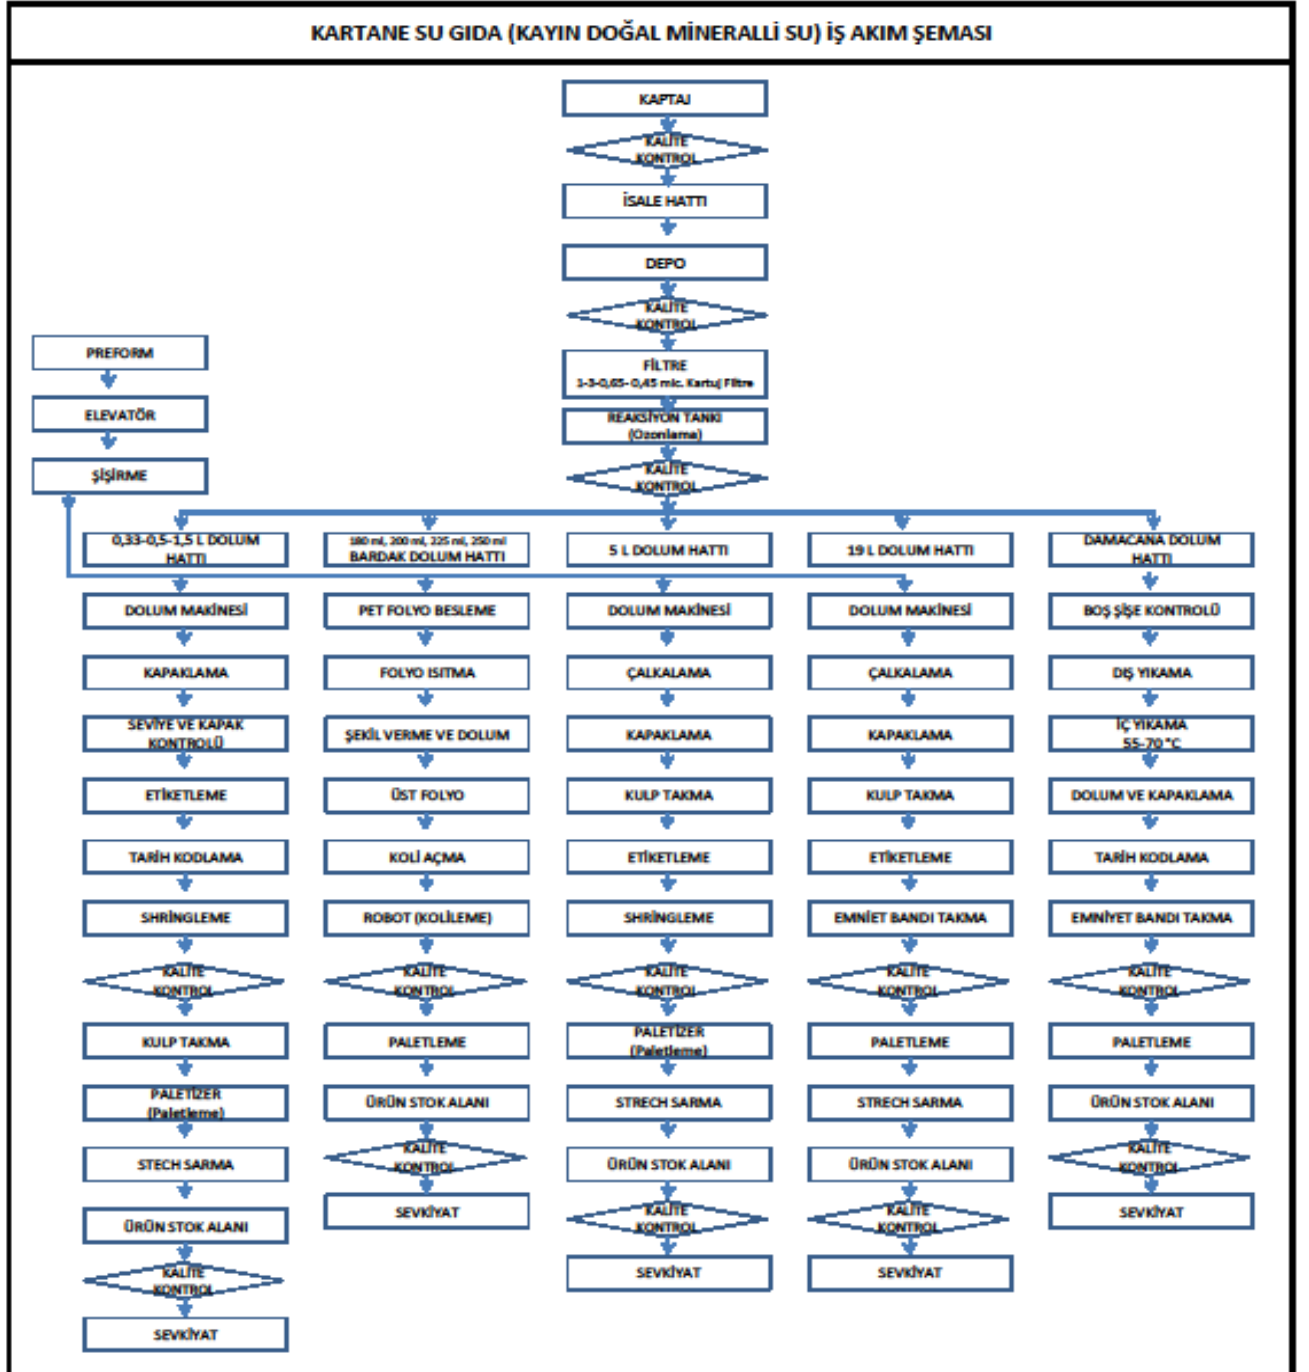 KARTANE SU GIDA (KAYIN DOĞAL MİNERALLİ SU) İŞ AKIM ŞEMASI
KAPTAJ
KALİTE
KONTROL
İSALE HATTI
DEPO
KALİTE
KONTROL
FİLTRE
1-3-0,65- 0,45 mic. Kartuj Filtre
REAKSİYON TANKI
(Ozonlama)
KALİTE
KONTROL
PREFORM
ELEVATÖR
ŞİŞİRME
0,33-0,5-1,5 L DOLUM
HATTI
DOLUM MAKİNESİ
KAPAKLAMA
SEVİYE VE KAPAK
KONTROLÜ
ETİKETLEME
TARİH KODLAMA
SHRİNGLEME
KALİTE
KONTROL
KULP TAKMA
PALETİZER
(Paletleme)
STECH SARMA
ÜRÜN STOK ALANI
KALİTE
KONTROL
SEVKİYAT
180 ml, 200 ml, 225 ml, 250 ml
BARDAK DOLUM HATTI
PET FOLYO BESLEME
FOLYO ISITMA
ŞEKİL VERME VE DOLUM
ÜST FOLYO
KOLİ AÇMA
ROBOT (KOLİLEME)
KALİTE
KONTROL
PALETLEME
ÜRÜN STOK ALANI
KALİTE
KONTROL
SEVKİYAT
5 L DOLUM HATTI
DOLUM MAKİNESİ
ÇALKALAMA
KAPAKLAMA
KULP TAKMA
ETİKETLEME
SHRİNGLEME
KALİTE
KONTROL
PALETİZER
(Paletleme)
STRECH SARMA
ÜRÜN STOK ALANI
KALİTE
KONTROL
SEVKİYAT
19 L DOLUM HATTI
DOLUM MAKİNESİ
ÇALKALAMA
KAPAKLAMA
KULP TAKMA
ETİKETLEME
EMNİET BANDI TAKMA
KALİTE
KONTROL
PALETLEME
STRECH SARMA
ÜRÜN STOK ALANI
KALİTE
KONTROL
SEVKİYAT
DAMACANA DOLUM
HATTI
BOŞ ŞİŞE KONTROLÜ
DIŞ YIKAMA
İÇ YIKAMA
55-70 °C
DOLUM VE KAPAKLAMA
TARİH KODLAMA
EMNİYET BANDI TAKMA
KALİTE
KONTROL
PALETLEME
ÜRÜN STOK ALANI
KALİTE
KONTROL
SEVKİYAT